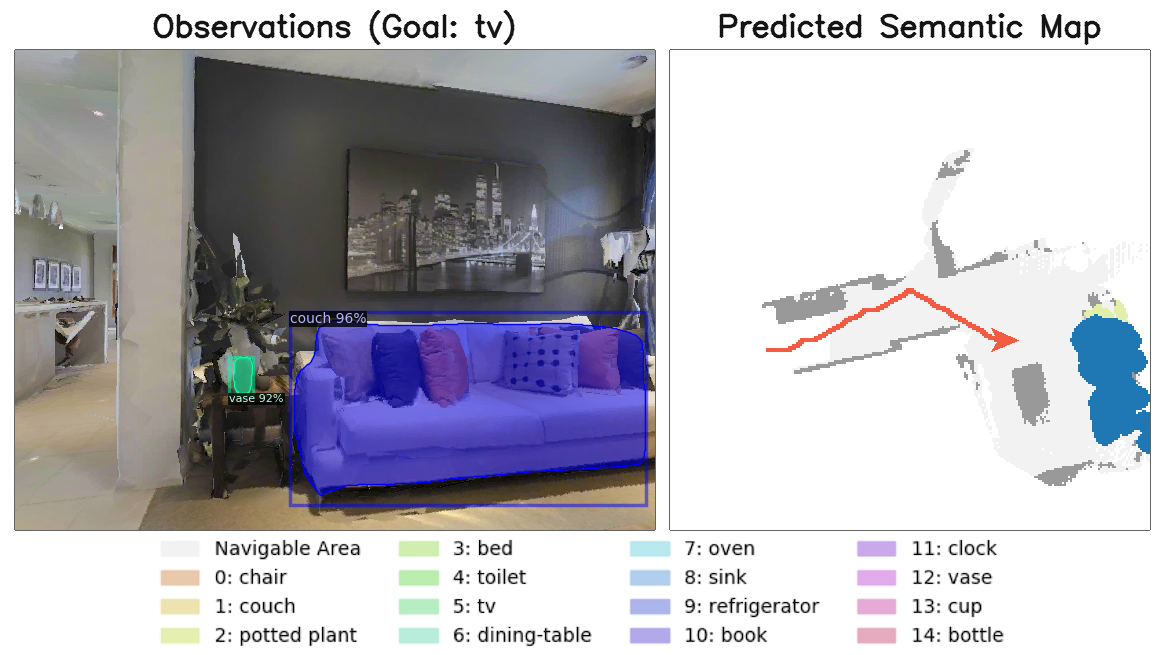 Observations (Goal: tv)
Predicted Semantic Map
couch 96%
vase 92%
Navigable Area
0: chair
1: couch
2: potted plant
3: bed
4: toilet
5: tv
6: dining-table
7: oven
8: sink
9: refrigerator
10: book
11: clock
12: vase
13: cup
14: bottle